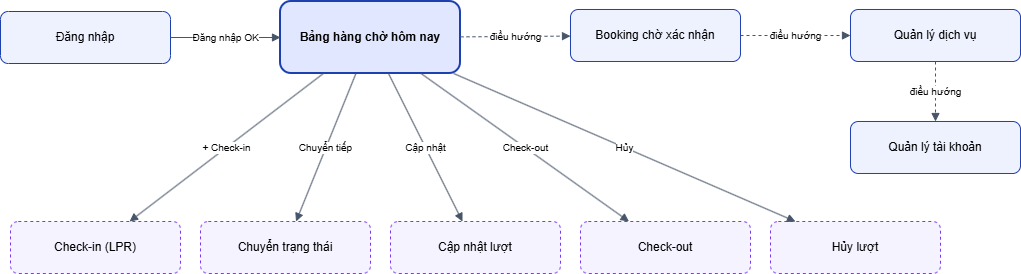 Đăng nhập
Đăng nhập OK
Bảng hàng chờ hôm nay
điều hướng
Booking chờ xác nhận
điều hướng
Quản lý dịch vụ
điều hướng
Quản lý tài khoản
+ Check-in
Chuyển tiếp
Cập nhật
Check-out
Hủy
Check-in (LPR)
Chuyển trạng thái
Cập nhật lượt
Check-out
Hủy lượt